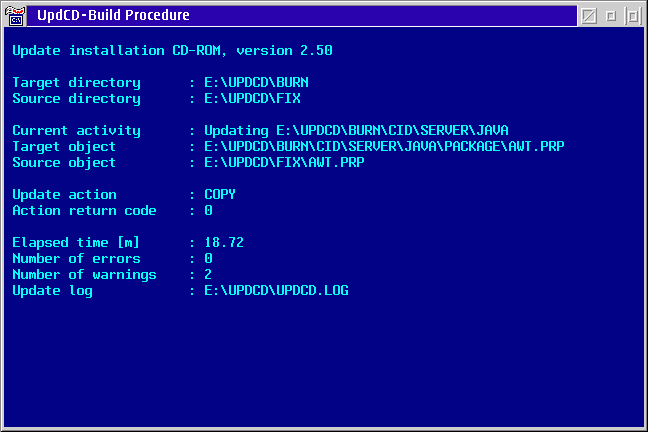 UpdCD-Build Procedure
Update installation CD-ROM, version 2.50
Target directory : E:\UPDCD\BURN
Source directory : E:\UPDCD\FIX
Current activity : Updating E:\UPDCD\BURN\CID\SERVER\JAVA
Target object : E:\UPDCD\BURN\CID\SERVER\JAVA\PACKAGE\AWT.PRP
Source object : E:\UPDCD\FIX\AWT.PRP
Update action : COPY
Action return code : 0
Elapsed time [m] : 18.72
Number of errors : 0
Number of warnings : 2
Update log : E:\UPDCD\UPDCD.LOG